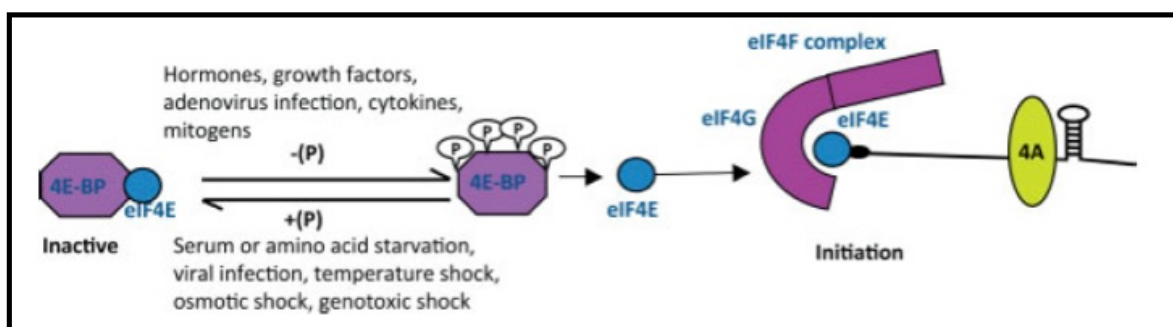 eIF4F complex
Hormones, growth factors,
adenovirus infection, cytokines,
mitogens
eIF4G
eIF4E
P P P P
-(P)
4A
4E-BP
eIF4E
4E-BP
eIF4E
+(P)
Inactive
Serum or amino acid starvation,
viral infection, temperature shock,
osmotic shock, genotoxic shock
Initiation